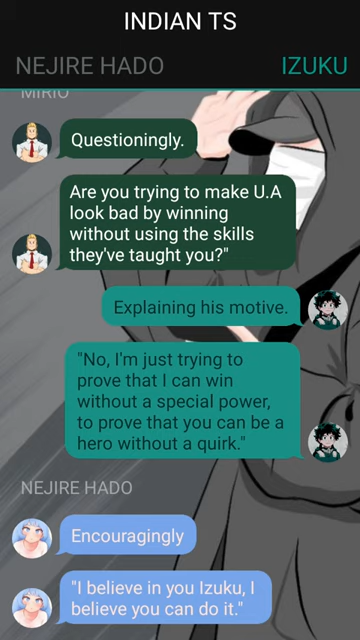 INDIAN TS
NEJIRE HADO
IZUKU
MIRIO
Questioningly.
Are you trying to make U.A
look bad by winning
without using the skills
they've taught you?"
Explaining his motive.
"No, I'm just trying to
prove that I can win
without a special power,
to prove that you can be a
hero without a quirk."
NEJIRE HADO
Encouragingly
"I believe in you Izuku, I
believe you can do it."